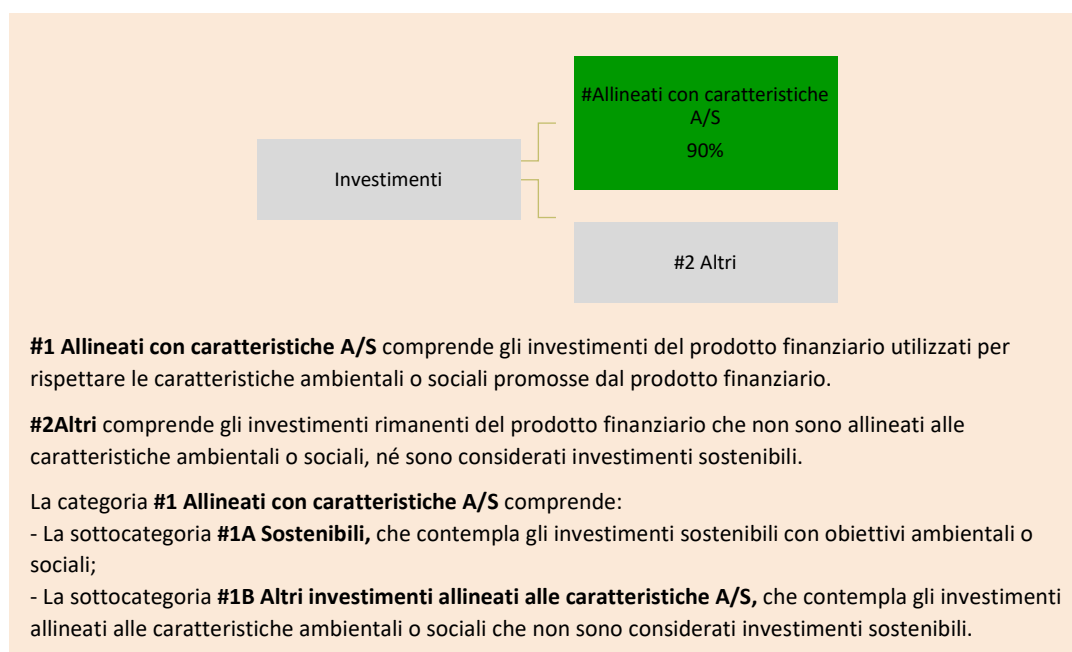 #Allineati con caratteristiche
A/S
90%
Investimenti
#2 Altri
#1 Allineati con caratteristiche A/S comprende gli investimenti del prodotto finanziario utilizzati per
rispettare le caratteristiche ambientali o sociali promosse dal prodotto finanziario.
#2Altri comprende gli investimenti rimanenti del prodotto finanziario che non sono allineati alle
caratteristiche ambientali o sociali, né sono considerati investimenti sostenibili.
La categoria #1 Allineati con caratteristiche A/S comprende:
- La sottocategoria #1A Sostenibili, che contempla gli investimenti sostenibili con obiettivi ambientali o
sociali;
- La sottocategoria #1B Altri investimenti allineati alle caratteristiche A/S, che contempla gli investimenti
allineati alle caratteristiche ambientali o sociali che non sono considerati investimenti sostenibili.